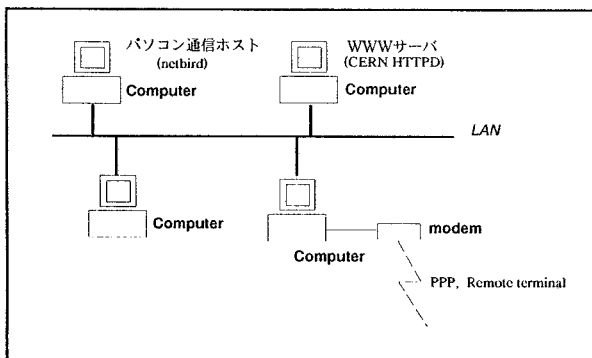 パソコン通信ホスト
(netbird)
Computer
WWWサーバ
(CERN HTTPD)
Computer
LAN
Computer
Computer
modem
PPP, Remote terminal